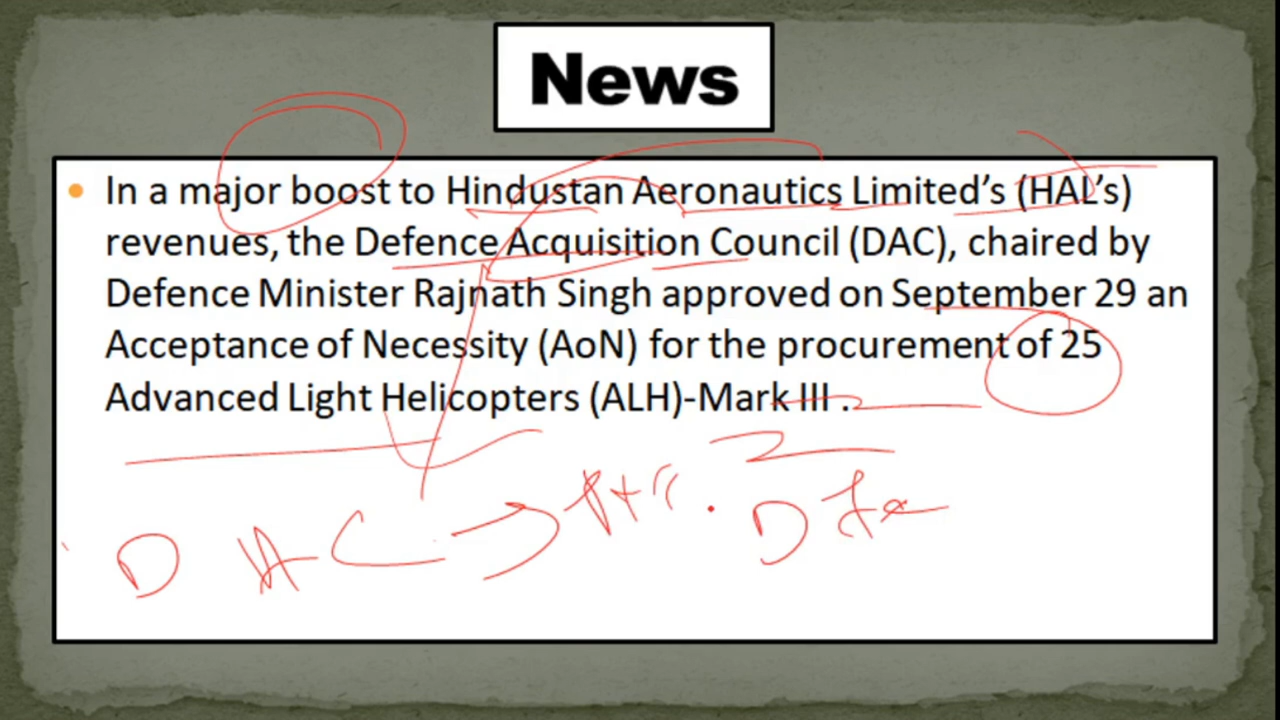 News
In a major boost to Hindustan Aeronautics Limited’s (HAL’s)
revenues, the Defence Acquisition Council (DAC), chaired by
Defence Minister Rajnath Singh approved on September 29 an
Acceptance of Necessity (AoN) for the procurement of 25
Advanced Light Helicopters (ALH)-Mark III .
DAC